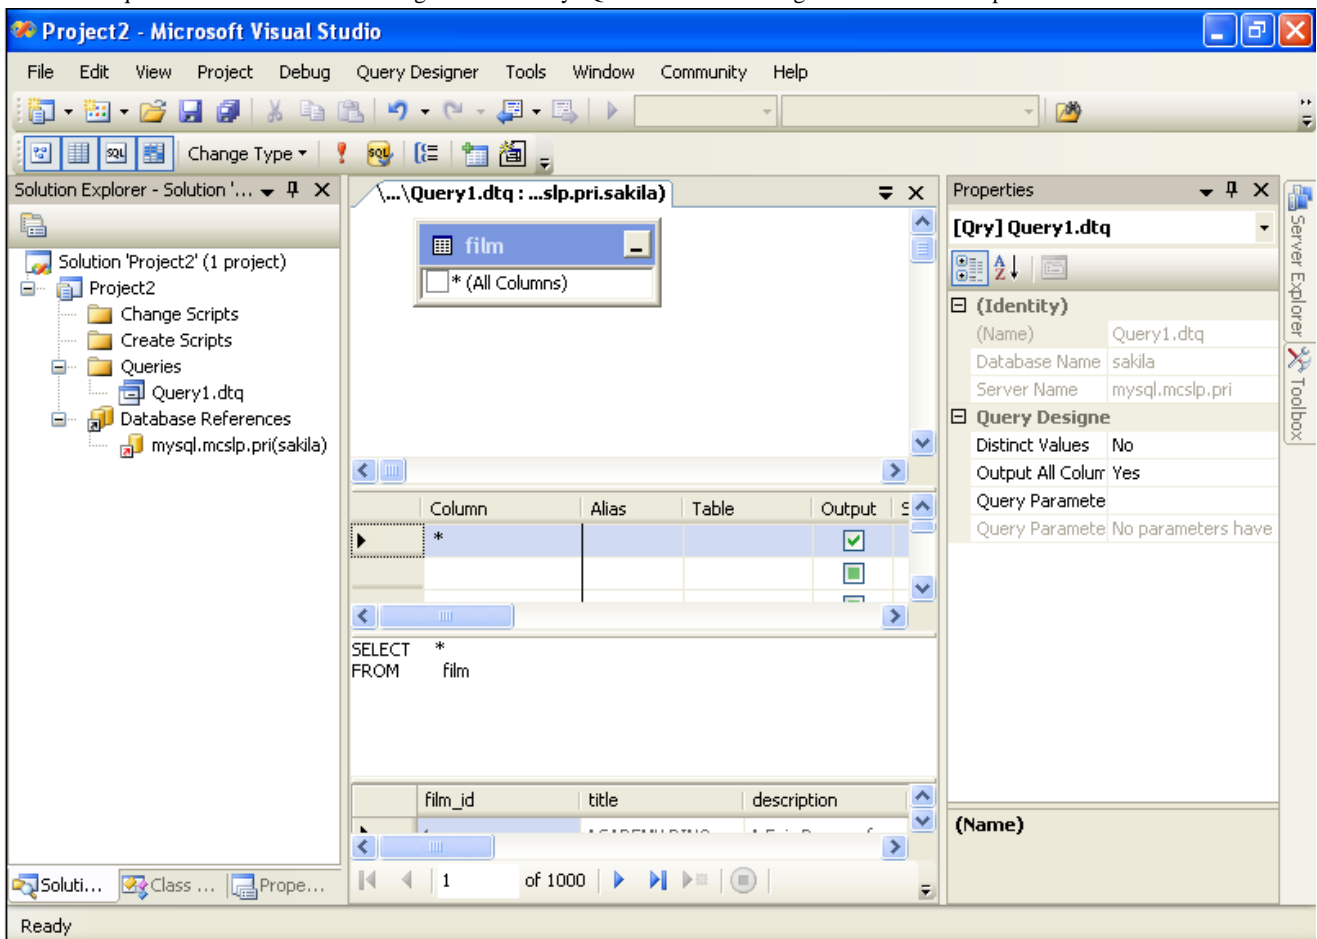 Project2 - Microsoft Visual Studio
File Edit View Project Debug Query Designer Tools Window Community Help
SQL Change Type SQL
Solution Explorer - Solution '...
Solution 'Project2' (1 project)
Project2
Change Scripts
Create Scripts
Queries
Query1.dtq
Database References
mysql.mcslp.pri(sakila)
Soluti... Class ... Prope...
\...\Query1.dtq : ...slp.pri.sakila)
film
* (All Columns)
Column Alias Table Output
*
SELECT *
FROM film
film_id title description
1 of 1000
Properties
[Qry] Query1.dtq
(Identity)
(Name) Query1.dtq
Database Name sakila
Server Name mysql.mcslp.pri
Query Designe
Distinct Values No
Output All Colum Yes
Query Paramete
Query Paramete No parameters have
(Name)
Server Explorer
Toolbox
Ready